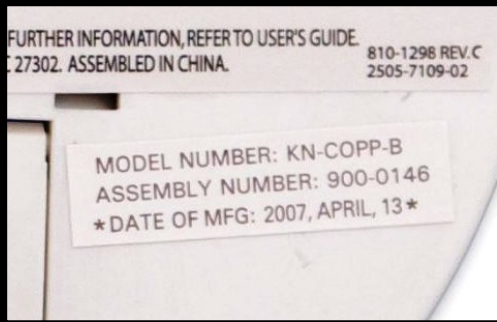 FURTHER INFORMATION, REFER TO USER'S GUIDE.
27302. ASSEMBLED IN CHINA.
810-1298 REV.C
2505-7109-02
MODEL NUMBER: KN-COPP-B
ASSEMBLY NUMBER: 900-0146
*DATE OF MFG: 2007, APRIL, 13*